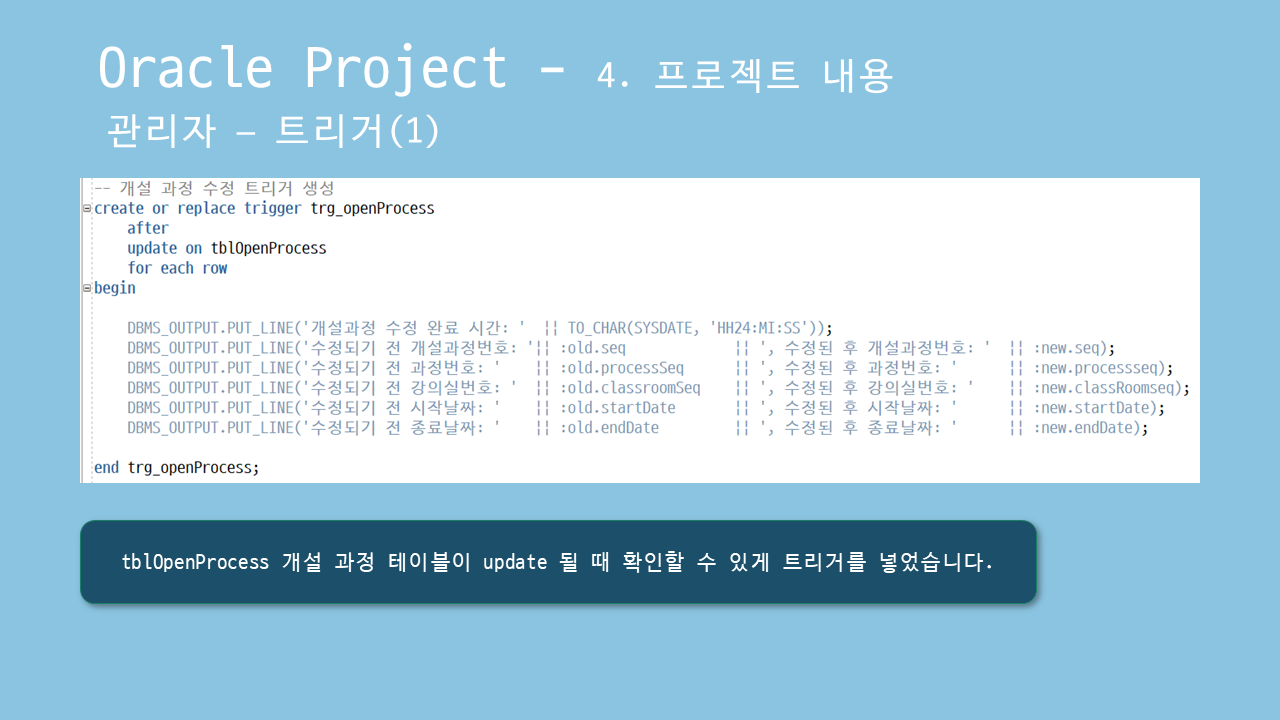 Oracle Project - 4. 프로젝트 내용
관리자 – 트리거(1)
-- 개설 과정 수정 트리거 생성
create or replace trigger trg_openProcess
after
update on tblOpenProcess
for each row
begin
DBMS_OUTPUT.PUT_LINE('개설과정 수정 완료 시간: ' || TO_CHAR(SYSDATE, 'HH24:MI:SS'));
DBMS_OUTPUT.PUT_LINE('수정되기 전 개설과정번호: '|| :old.seq || ', 수정된 후 개설과정번호: ' || :new.seq);
DBMS_OUTPUT.PUT_LINE('수정되기 전 과정번호: ' || :old.processSeq || ', 수정된 후 과정번호: ' || :new.processseq);
DBMS_OUTPUT.PUT_LINE('수정되기 전 강의실번호: ' || :old.classroomSeq || ', 수정된 후 강의실번호: ' || :new.classRoomseq);
DBMS_OUTPUT.PUT_LINE('수정되기 전 시작날짜: ' || :old.startDate || ', 수정된 후 시작날짜: ' || :new.startDate);
DBMS_OUTPUT.PUT_LINE('수정되기 전 종료날짜: ' || :old.endDate || ', 수정된 후 종료날짜: ' || :new.endDate);
end trg_openProcess;
tblOpenProcess 개설 과정 테이블이 update 될 때 확인할 수 있게 트리거를 넣었습니다.